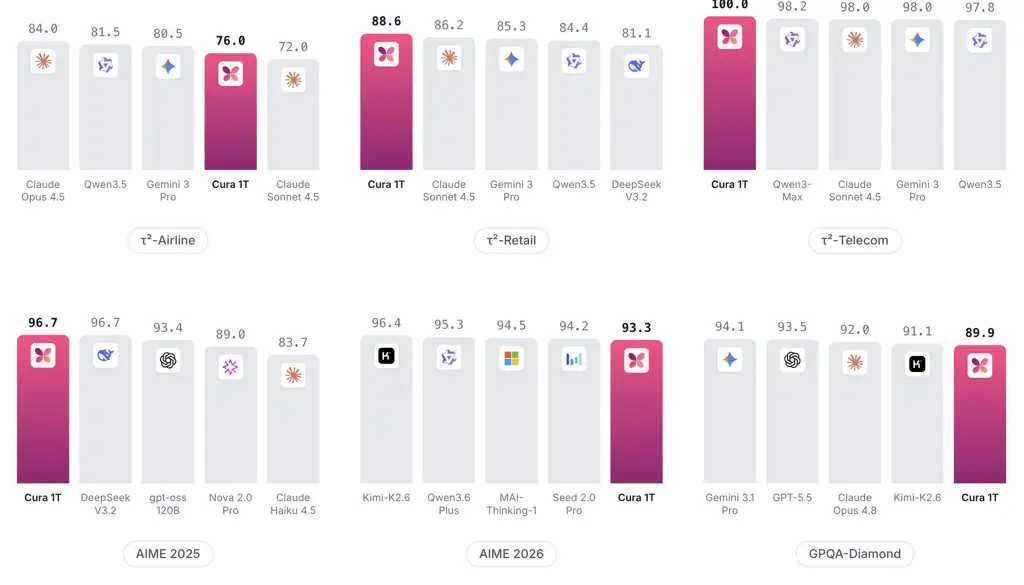 84.0 81.5 80.5 76.0 72.0
Claude Opus 4.5
Qwen3.5
Gemini 3 Pro
Cura 1T
Claude Sonnet 4.5
τ²-Airline
88.6 86.2 85.3 84.4 81.1
Cura 1T
Claude Sonnet 4.5
Gemini 3 Pro
Qwen3.5
DeepSeek V3.2
τ²-Retail
100.0 98.2 98.0 98.0 97.8
Cura 1T
Qwen3-Max
Claude Sonnet 4.5
Gemini 3 Pro
Qwen3.5
τ²-Telecom
96.7 96.7 93.4 89.0 83.7
Cura 1T
DeepSeek V3.2
gpt-oss 120B
Nova 2.0 Pro
Claude Haiku 4.5
AIME 2025
96.4 95.3 94.5 94.2 93.3
K
Kimi-K2.6
Qwen3.6 Plus
MAI-Thinking-1
Seed 2.0 Pro
Cura 1T
AIME 2026
94.1 93.5 92.0 91.1 89.9
K
Gemini 3.1 Pro
GPT-5.5
Claude Opus 4.8
Kimi-K2.6
Cura 1T
GPQA-Diamond